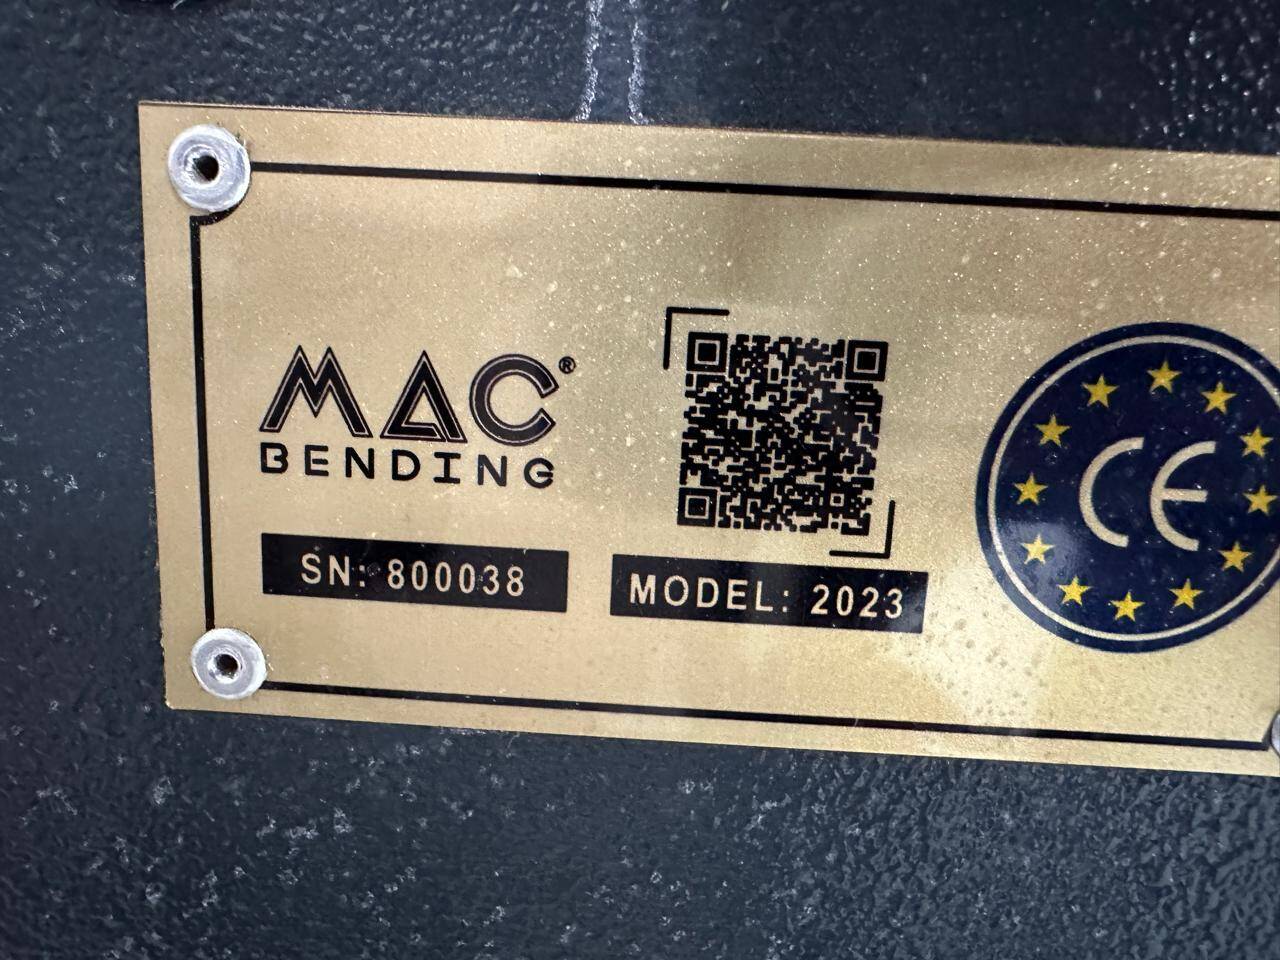 MAC®
BENDING
SN: 800038
MODEL: 2023
CE